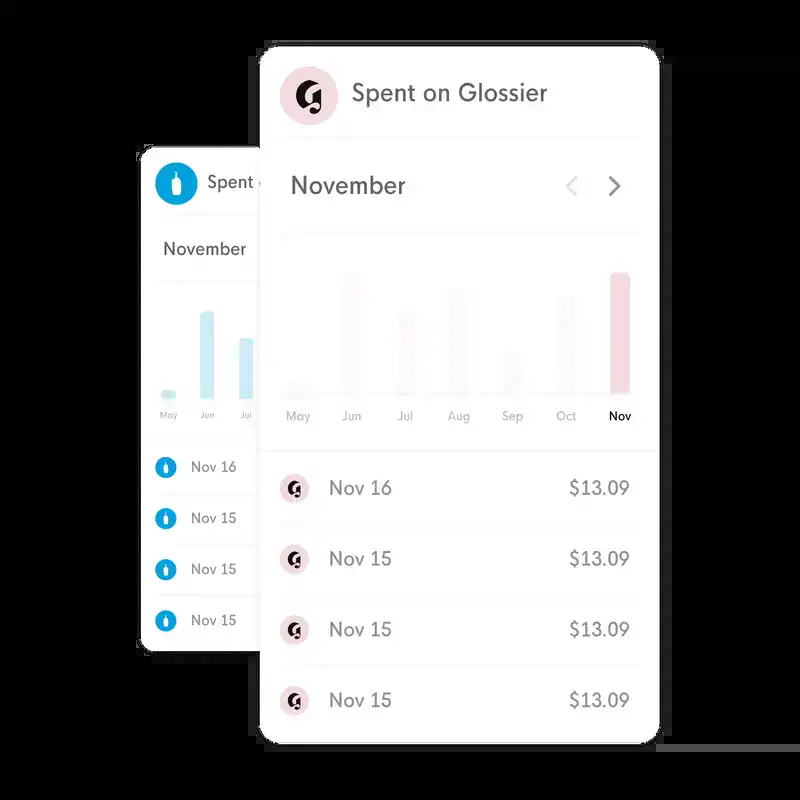 Spent on Glossier
November
May Jun Jul Aug Sep Oct Nov
Nov 16 $13.09
Nov 15 $13.09
Nov 15 $13.09
Nov 15 $13.09
Spent
November
May Jun Jul
Nov 16
Nov 15
Nov 15
Nov 15